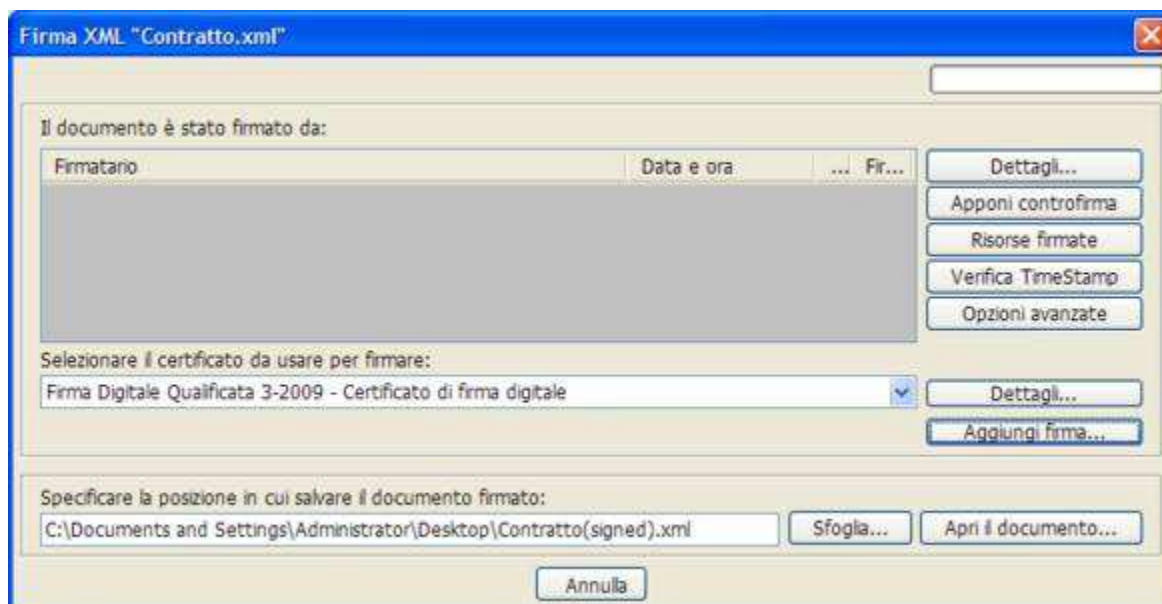 Firma XML "Contratto.xml"
Il documento è stato firmato da:
Firmatario Data e ora ... Fir... Dettagli...
Apponi controfirma
Risorse firmate
Verifica TimeStamp
Opzioni avanzate
Selezionare il certificato da usare per firmare:
Firma Digitale Qualificata 3-2009 - Certificato di firma digitale Dettagli...
Aggiungi firma...
Specificare la posizione in cui salvare il documento firmato:
C:\Documents and Settings\Administrator\Desktop\Contratto(signed).xml Sfoglia... Apri il documento...
Annulla